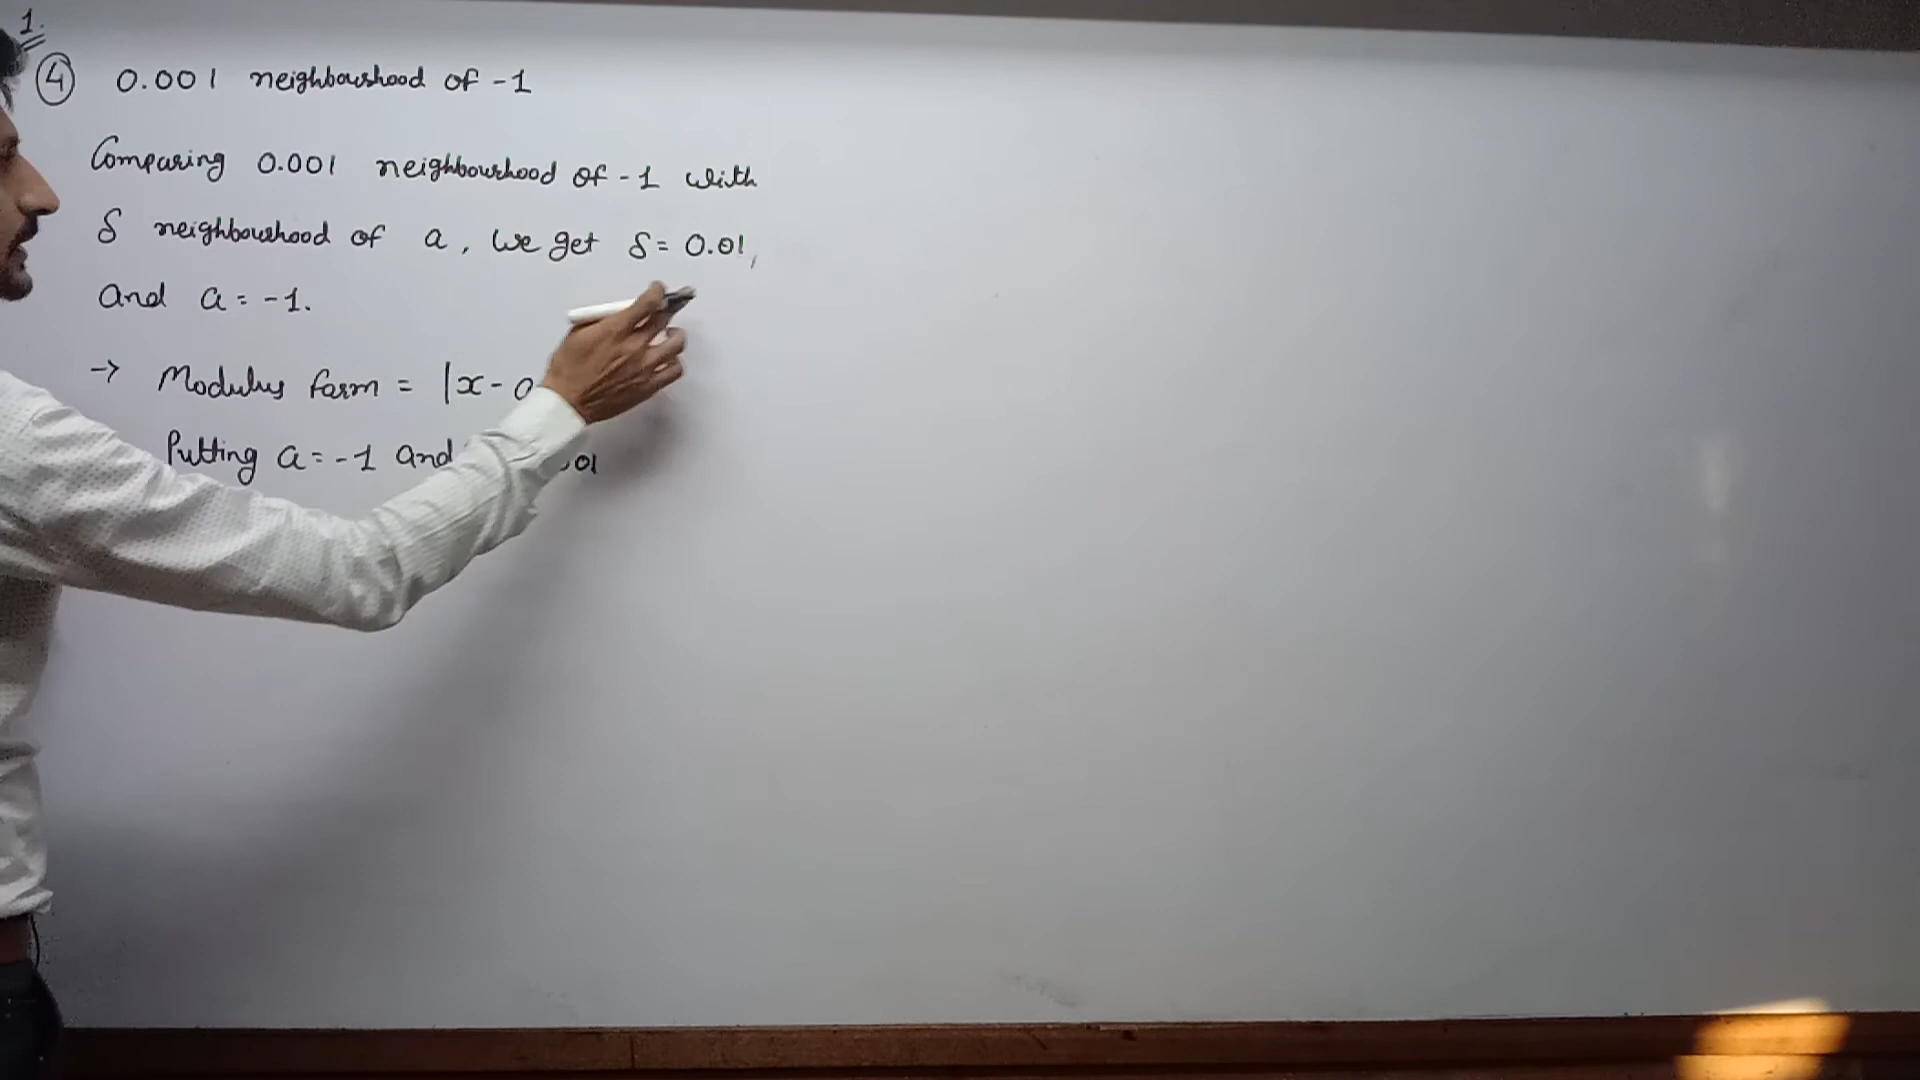 1.
④ 0.001 neighbourhood of -1
Comparing 0.001 neighbourhood of -1 with
δ neighbourhood of a, we get δ = 0.01,
and a = -1.
→ Modulus form = |x - a
Putting a = -1 and 01